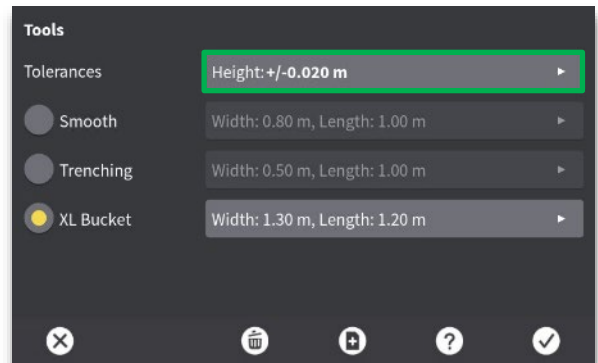 Tools
Tolerances Height: +/-0.020 m
Smooth Width: 0.80 m, Length: 1.00 m
Trenching Width: 0.50 m, Length: 1.00 m
XL Bucket Width: 1.30 m, Length: 1.20 m
?